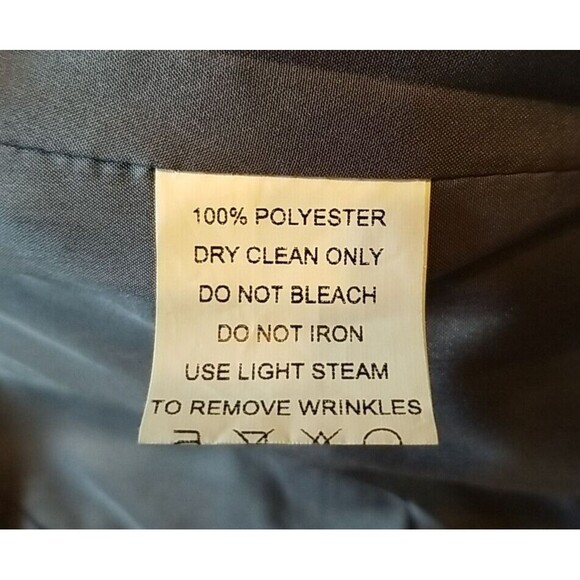 100% POLYESTER
DRY CLEAN ONLY
DO NOT BLEACH
DO NOT IRON
USE LIGHT STEAM
TO REMOVE WRINKLES